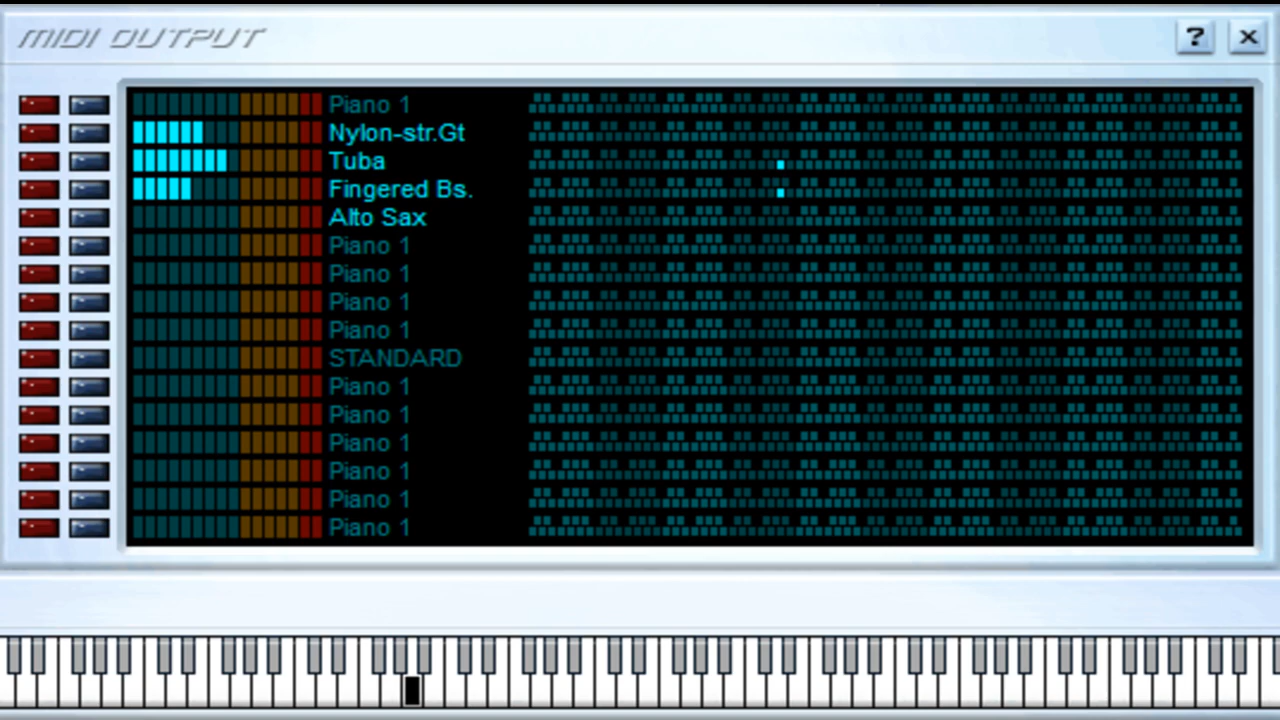 MIDI OUTPUT
? ×
Piano 1
Nylon-str.Gt
Tuba
Fingered Bs.
Alto Sax
Piano 1
Piano 1
Piano 1
Piano 1
STANDARD
Piano 1
Piano 1
Piano 1
Piano 1
Piano 1
Piano 1